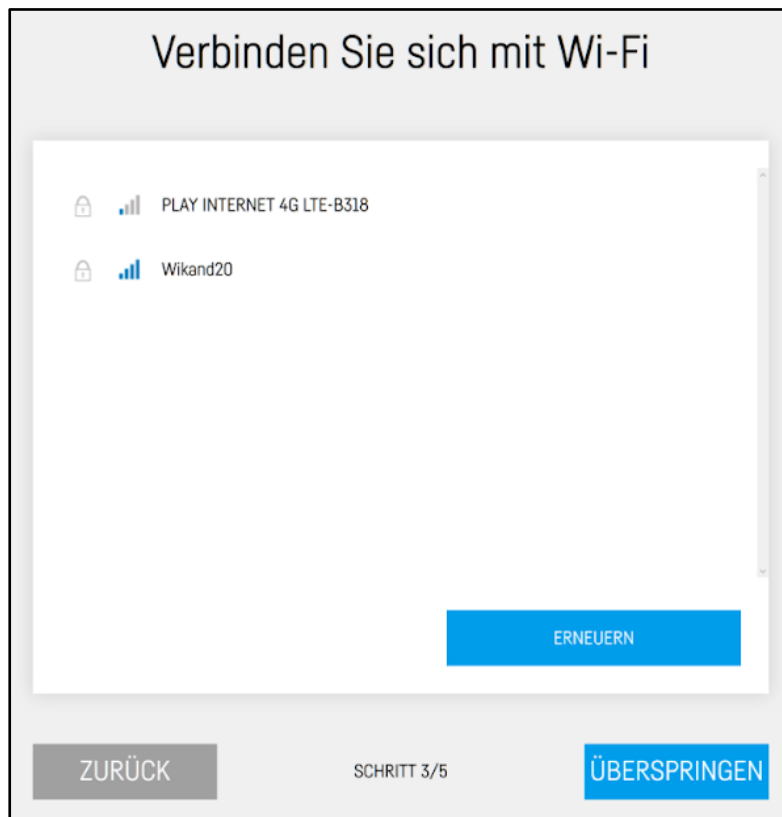 Verbinden Sie sich mit Wi-Fi
PLAY INTERNET 4G LTE-B318
Wikand20
ERNEUERN
ZURÜCK
SCHRITT 3/5
ÜBERSPRINGEN